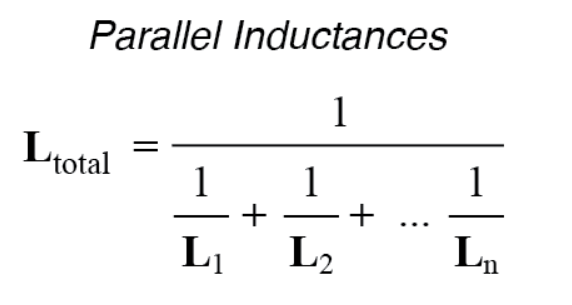 Parallel Inductances
L_total = 1 / (1/L_1 + 1/L_2 + ... 1/L_n)